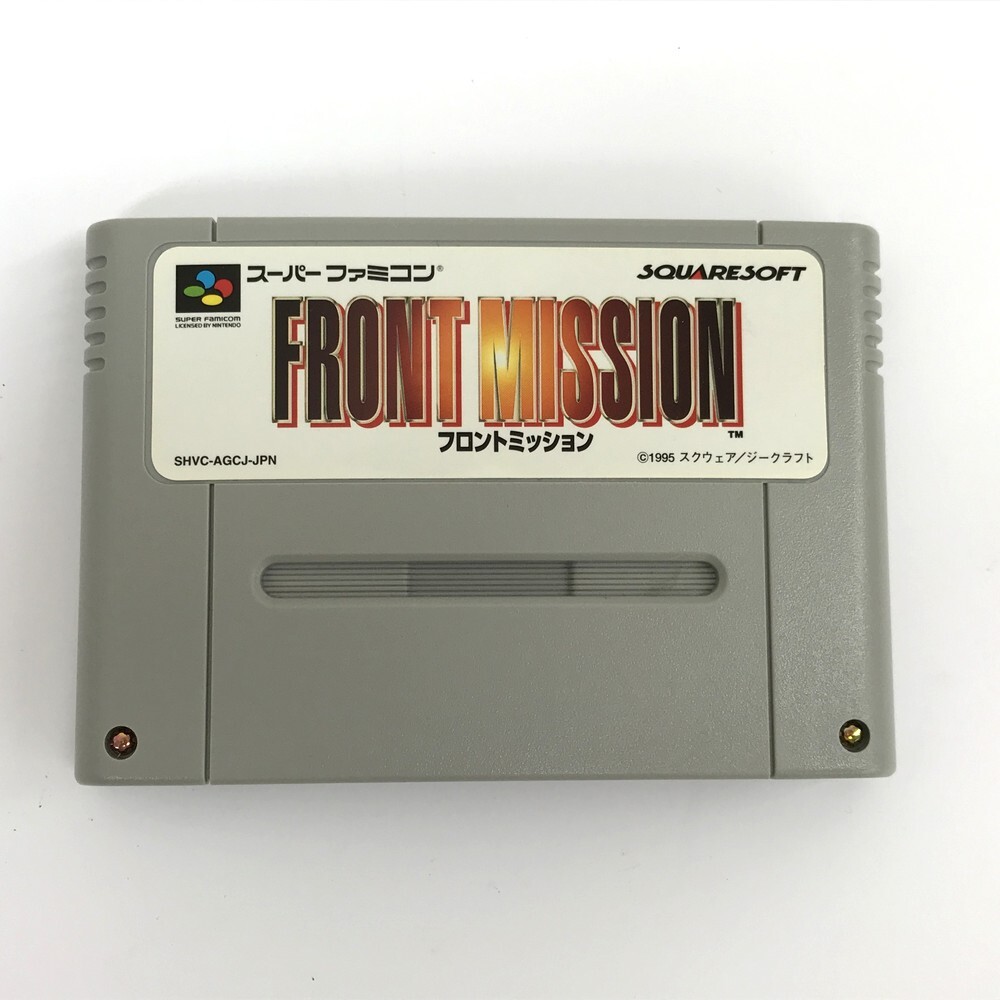 スーパーファミコン®
SQUARESOFT
SUPER FAMICOM
LICENSED BY NINTENDO
FRONT MISSION™
フロントミッション
SHVC-AGCJ-JPN
©1995 スクウェア/ジークラフト